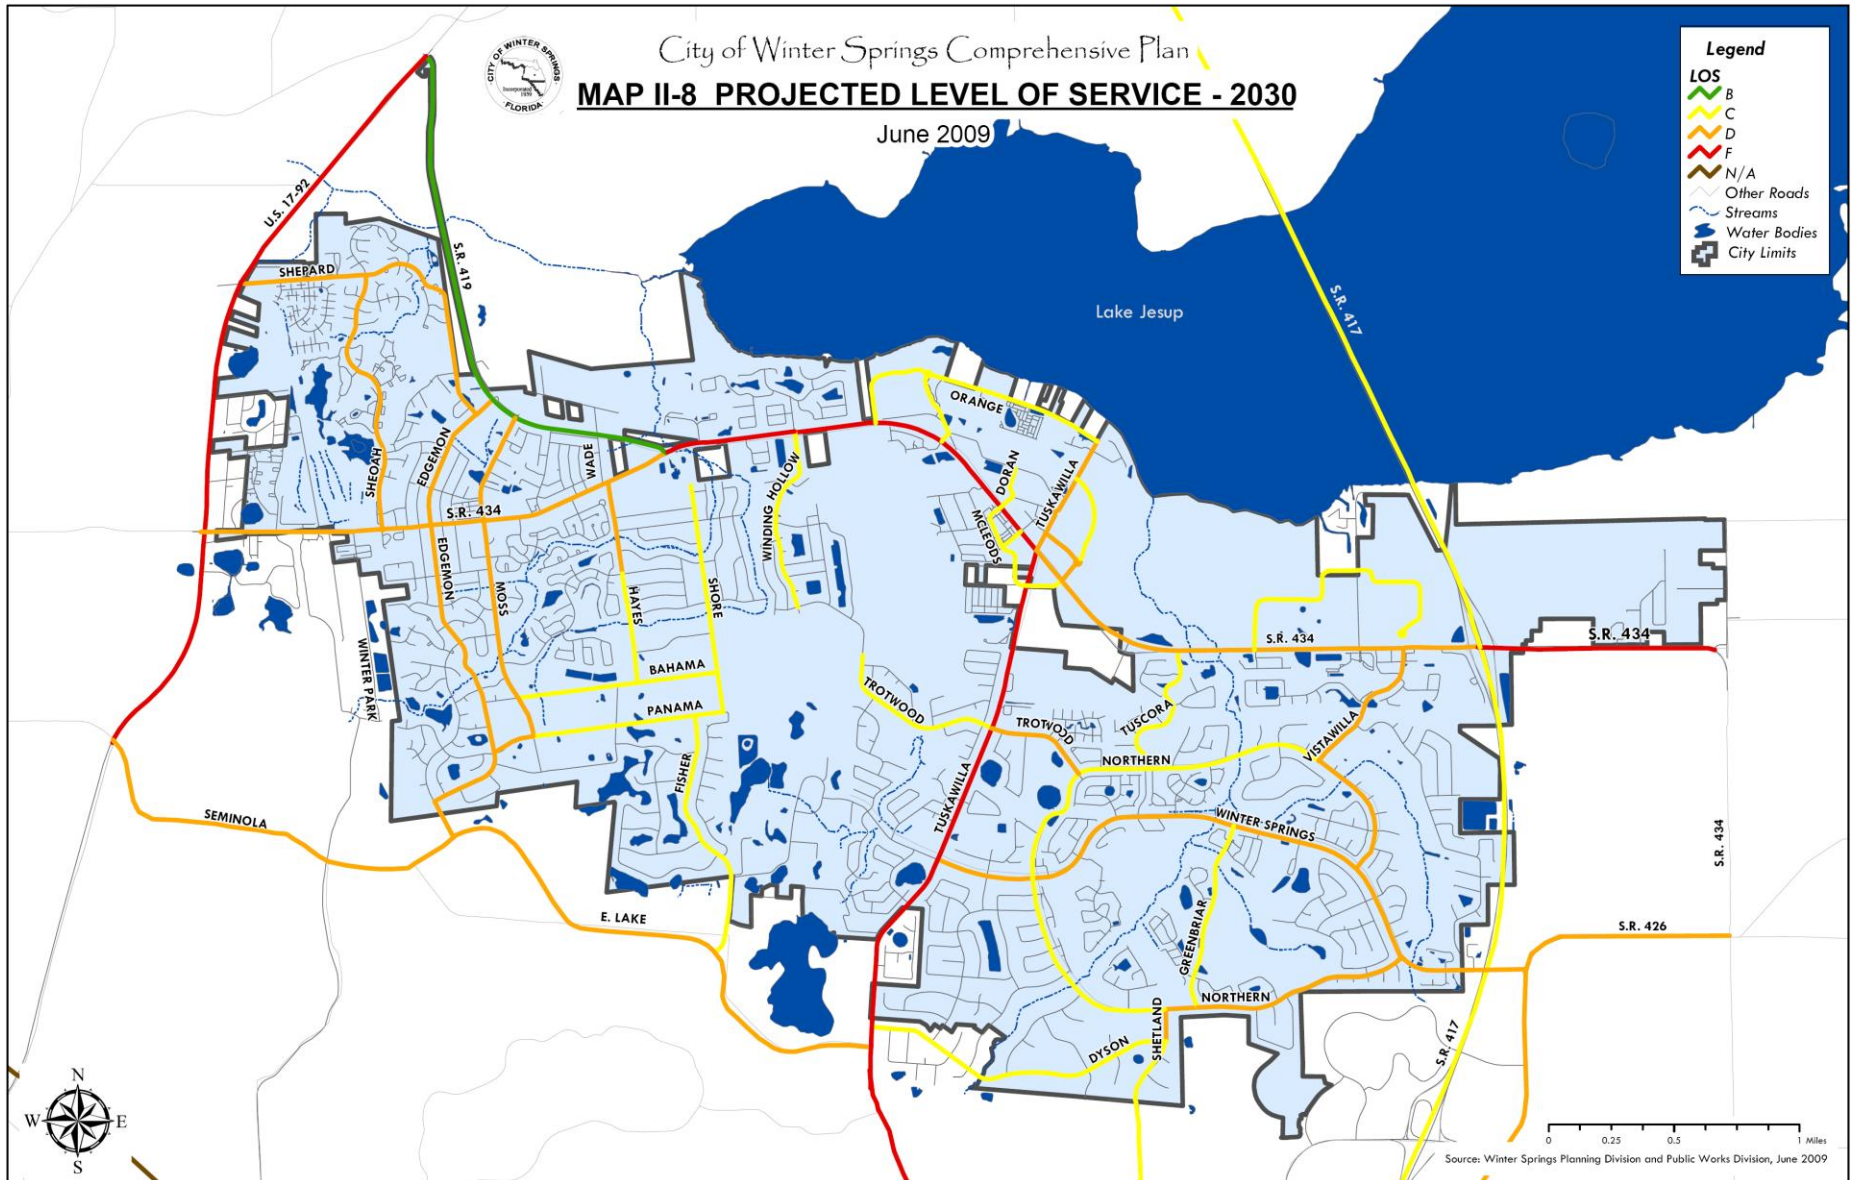 City of Winter Springs Comprehensive Plan
MAP II-8 PROJECTED LEVEL OF SERVICE - 2030
June 2009
CITY OF WINTER SPRINGS
Incorporated
1959
FLORIDA
Legend
LOS
B
C
D
F
N/A
Other Roads
Streams
Water Bodies
City Limits
U.S. 17-92
S.R. 419
SHEPARD
Lake Jesup
S.R. 417
ORANGE
WADE
EDGEMON
SHEOAH
DORAN
TUSKAWILLA
WINDING HOLLOW
MCLEODS
S.R. 434
EDGEMON
MOSS
HAYES
SHORE
S.R. 434
S.R. 434
WINTER PARK
BAHAMA
PANAMA
TROTWOOD
TROTWOOD
TUSCORA
VISTAWILLA
NORTHERN
FISHER
TUSKAWILLA
SEMINOLA
WINTER SPRINGS
S.R. 434
E. LAKE
GREENBRIAR
S.R. 426
NORTHERN
SHETLAND
DYSON
S.R. 417
N
W
E
S
0 0.25 0.5 1 Miles
Source: Winter Springs Planning Division and Public Works Division, June 2009